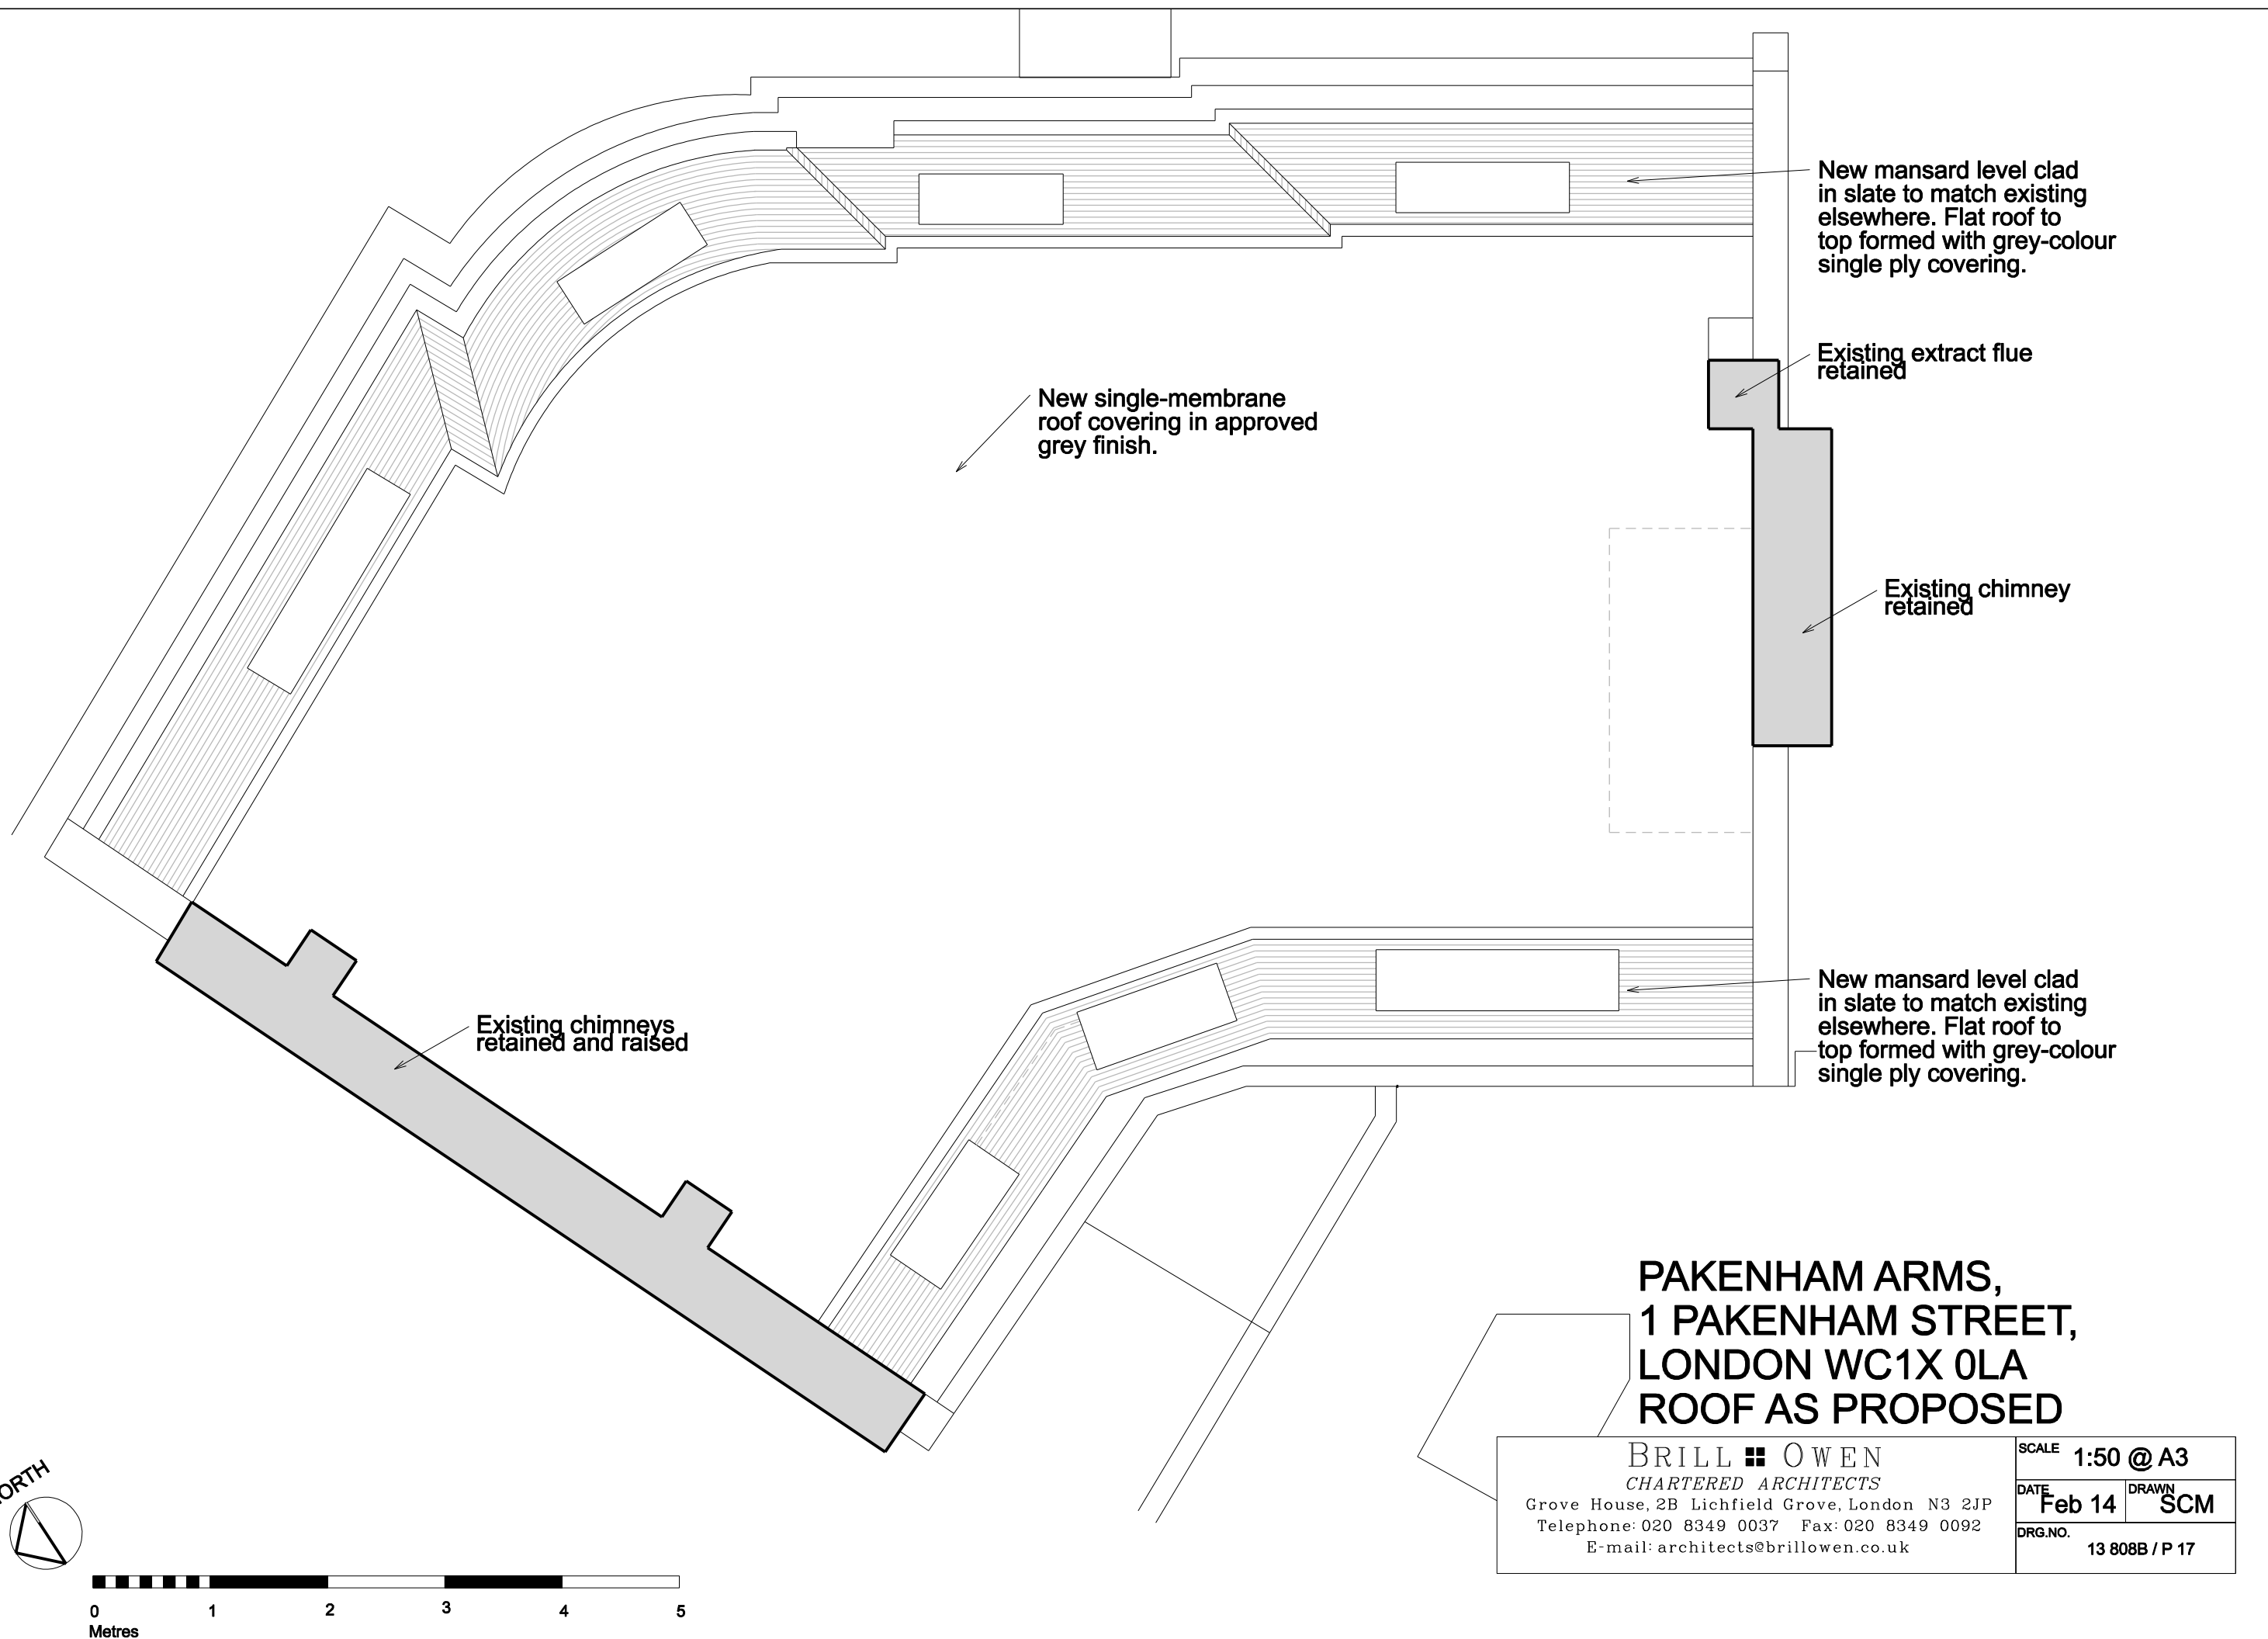 New mansard level clad
in slate to match existing
elsewhere. Flat roof to
top formed with grey-colour
single ply covering.
Existing extract flue
retained
New single-membrane
roof covering in approved
grey finish.
Existing chimney
retained
New mansard level clad
in slate to match existing
elsewhere. Flat roof to
top formed with grey-colour
single ply covering.
Existing chimneys
retained and raised
PAKENHAM ARMS,
1 PAKENHAM STREET,
LONDON WC1X 0LA
ROOF AS PROPOSED
BRILL OWEN
CHARTERED ARCHITECTS
Grove House, 2B Lichfield Grove, London N3 2JP
Telephone: 020 8349 0037 Fax: 020 8349 0092
E-mail: architects@brillowen.co.uk
SCALE 1:50 @ A3
DATE Feb 14 DRAWN SCM
DRG.NO. 13 808B / P 17
ORTH
0 1 2 3 4 5
Metres